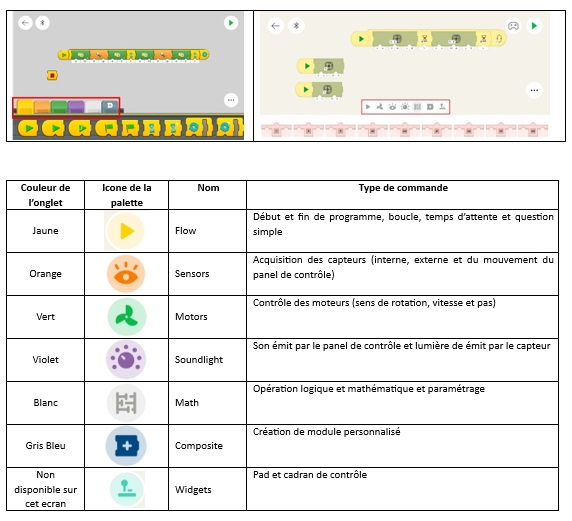 Couleur de l'onglet
Icone de la palette
Nom
Type de commande
Jaune
Flow
Début et fin de programme, boucle, temps d'attente et question simple
Orange
Sensors
Acquisition des capteurs (interne, externe et du mouvement du panel de contrôle)
Vert
Motors
Contrôle des moteurs (sens de rotation, vitesse et pas)
Violet
Soundlight
Son émit par le panel de contrôle et lumière de émit par le capteur
Blanc
Math
Opération logique et mathématique et paramétrage
Gris Bleu
Composite
Création de module personnalisé
Non disponible sur cet ecran
Widgets
Pad et cadran de contrôle